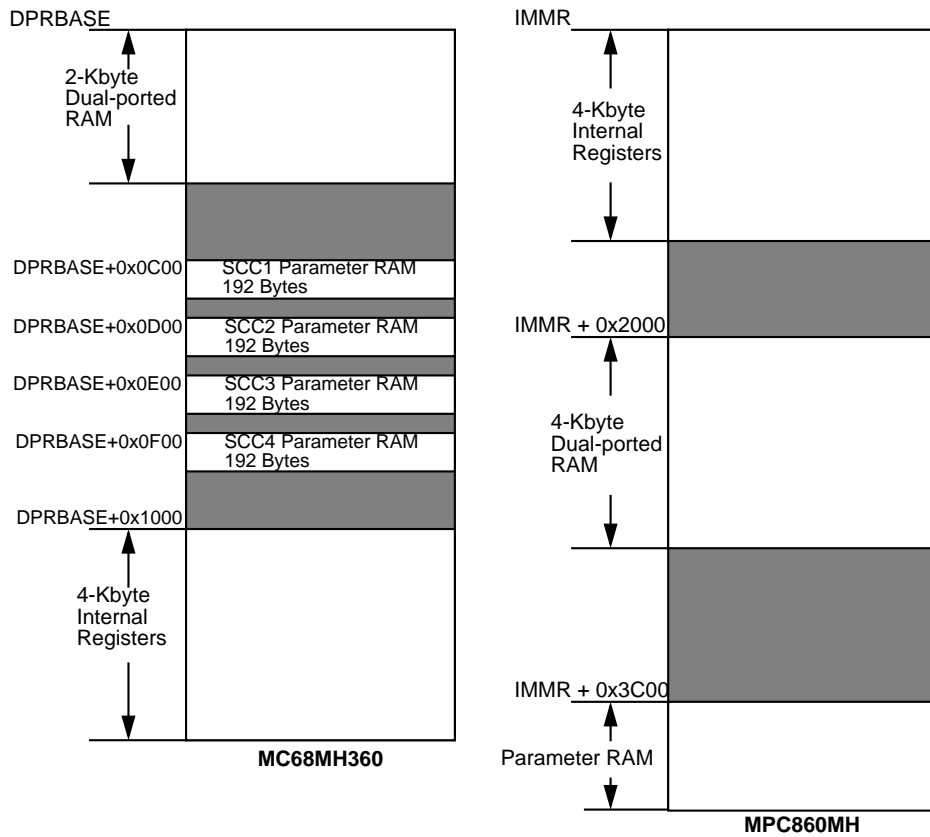 DPRBASE
2-Kbyte
Dual-ported
RAM
DPRBASE+0x0C00
SCC1 Parameter RAM
192 Bytes
DPRBASE+0x0D00
SCC2 Parameter RAM
192 Bytes
DPRBASE+0x0E00
SCC3 Parameter RAM
192 Bytes
DPRBASE+0x0F00
SCC4 Parameter RAM
192 Bytes
DPRBASE+0x1000
4-Kbyte
Internal
Registers
MC68MH360
IMMR
4-Kbyte
Internal
Registers
IMMR + 0x2000
4-Kbyte
Dual-ported
RAM
IMMR + 0x3C00
Parameter RAM
MPC860MH